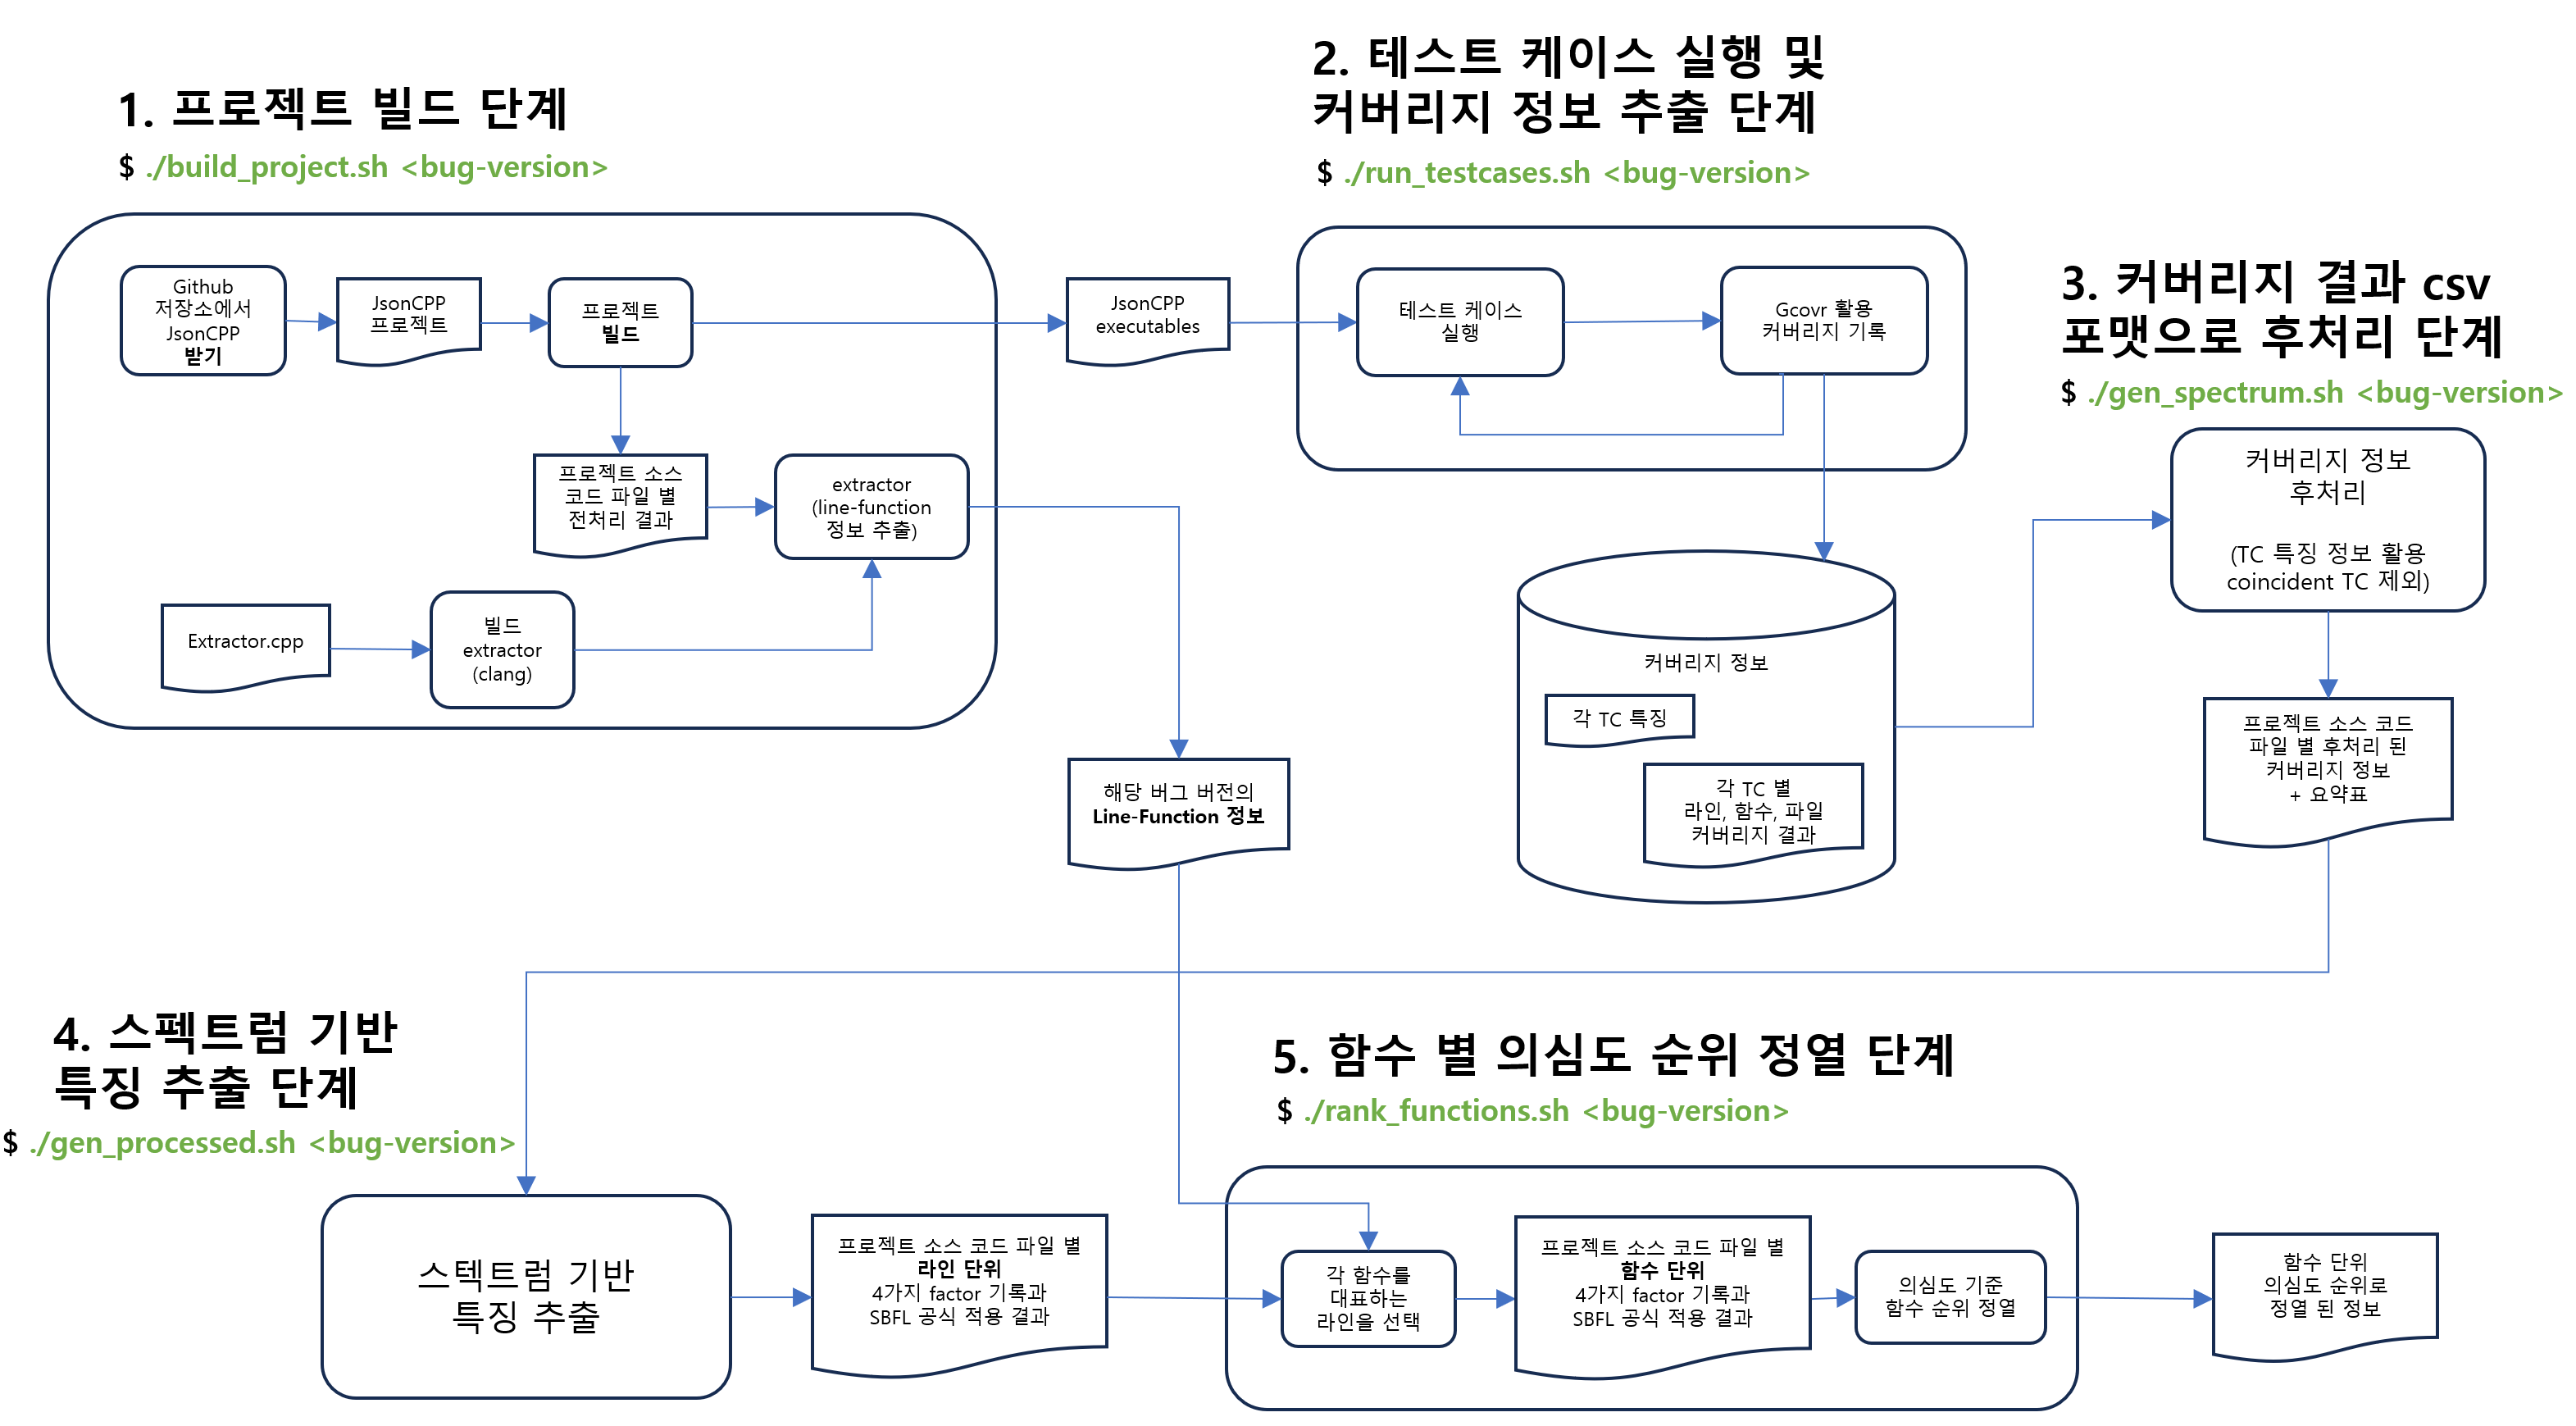 1. 프로젝트 빌드 단계
$ ./build_project.sh <bug-version>
Github
저장소에서
JsonCPP
받기
JsonCPP
프로젝트
프로젝트
빌드
프로젝트 소스
코드 파일 별
전처리 결과
extractor
(line-function
정보 추출)
Extractor.cpp
빌드
extractor
(clang)
JsonCPP
executables
해당 버그 버전의
Line-Function 정보
2. 테스트 케이스 실행 및
커버리지 정보 추출 단계
$ ./run_testcases.sh <bug-version>
테스트 케이스
실행
Gcovr 활용
커버리지 기록
커버리지 정보
각 TC 특징
각 TC 별
라인, 함수, 파일
커버리지 결과
3. 커버리지 결과 csv
포맷으로 후처리 단계
$ ./gen_spectrum.sh <bug-version>
커버리지 정보
후처리
(TC 특징 정보 활용
coincident TC 제외)
프로젝트 소스 코드
파일 별 후처리 된
커버리지 정보
+ 요약표
4. 스펙트럼 기반
특징 추출 단계
$ ./gen_processed.sh <bug-version>
스텍트럼 기반
특징 추출
프로젝트 소스 코드 파일 별
라인 단위
4가지 factor 기록과
SBFL 공식 적용 결과
5. 함수 별 의심도 순위 정렬 단계
$ ./rank_functions.sh <bug-version>
각 함수를
대표하는
라인을 선택
프로젝트 소스 코드 파일 별
함수 단위
4가지 factor 기록과
SBFL 공식 적용 결과
의심도 기준
함수 순위 정열
함수 단위
의심도 순위로
정열 된 정보